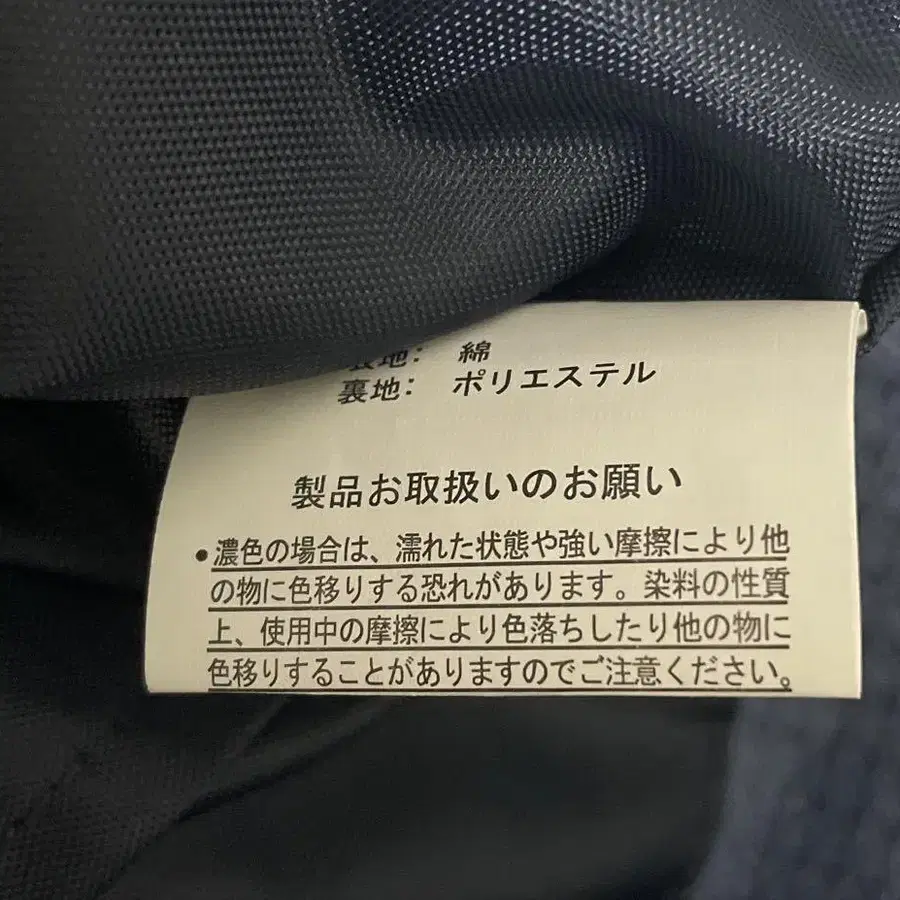 表地: 綿
裏地: ポリエステル
製品お取扱いのお願い
•濃色の場合は、濡れた状態や強い摩擦により他
の物に色移りする恐れがあります。染料の性質
上、使用中の摩擦により色落ちしたり他の物に
色移りすることがありますのでご注意ください。